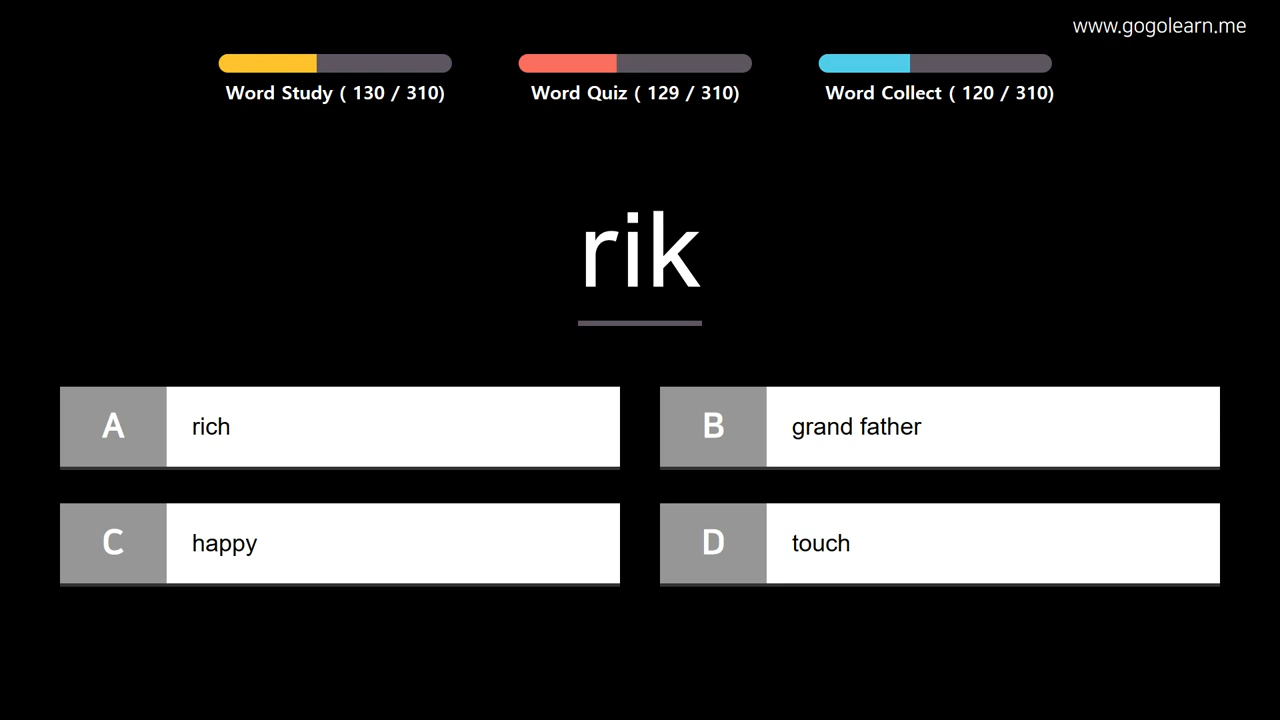 www.gogolearn.me
Word Study ( 130 / 310)
Word Quiz ( 129 / 310)
Word Collect ( 120 / 310)
rik
A rich
B grand father
C happy
D touch